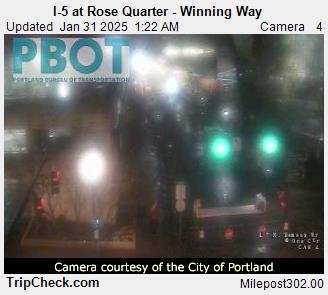 I-5 at Rose Quarter - Winning Way
Updated Jan 31 2025 1:22 AM Camera 4
PBOT
PORTLAND BUREAU OF TRANSPORTATION
Camera courtesy of the City of Portland
TripCheck.com Milepost302.00